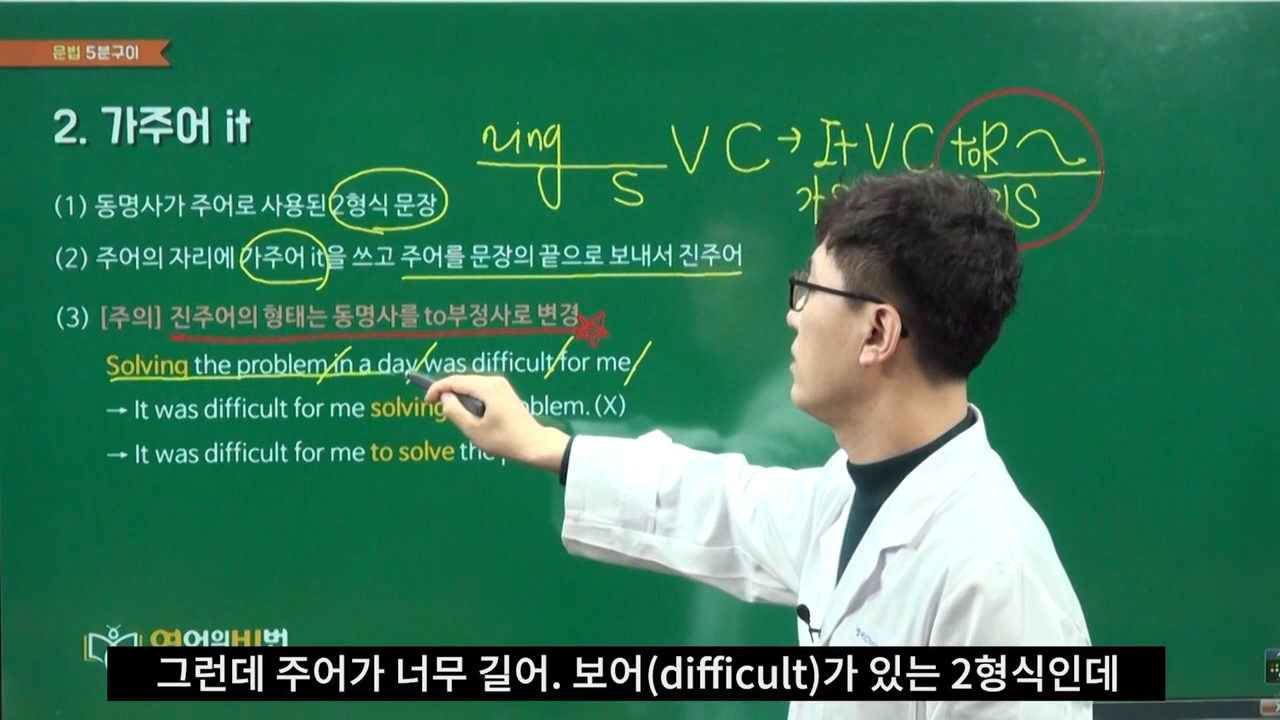 문법 5분구이
2. 가주어 it
ning V C → It V C to R ~
S 가S S
(1) 동명사가 주어로 사용된 2형식 문장
(2) 주어의 자리에 가주어 it을 쓰고 주어를 문장의 끝으로 보내서 진주어
(3) [주의] 진주어의 형태는 동명사를 to부정사로 변경
Solving the problem in a day was difficult for me
→ It was difficult for me solving problem. (X)
→ It was difficult for me to solve the
영어의비법
그런데 주어가 너무 길어. 보어(difficult)가 있는 2형식인데